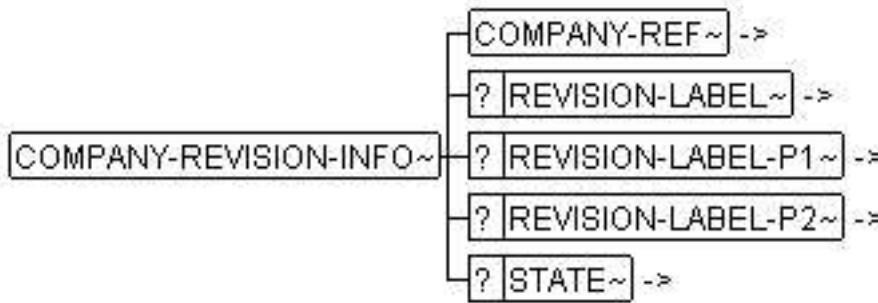 COMPANY-REF~ ->
? REVISION-LABEL~ ->
COMPANY-REVISION-INFO~ ? REVISION-LABEL-P1~ ->
? REVISION-LABEL-P2~ ->
? STATE~ ->